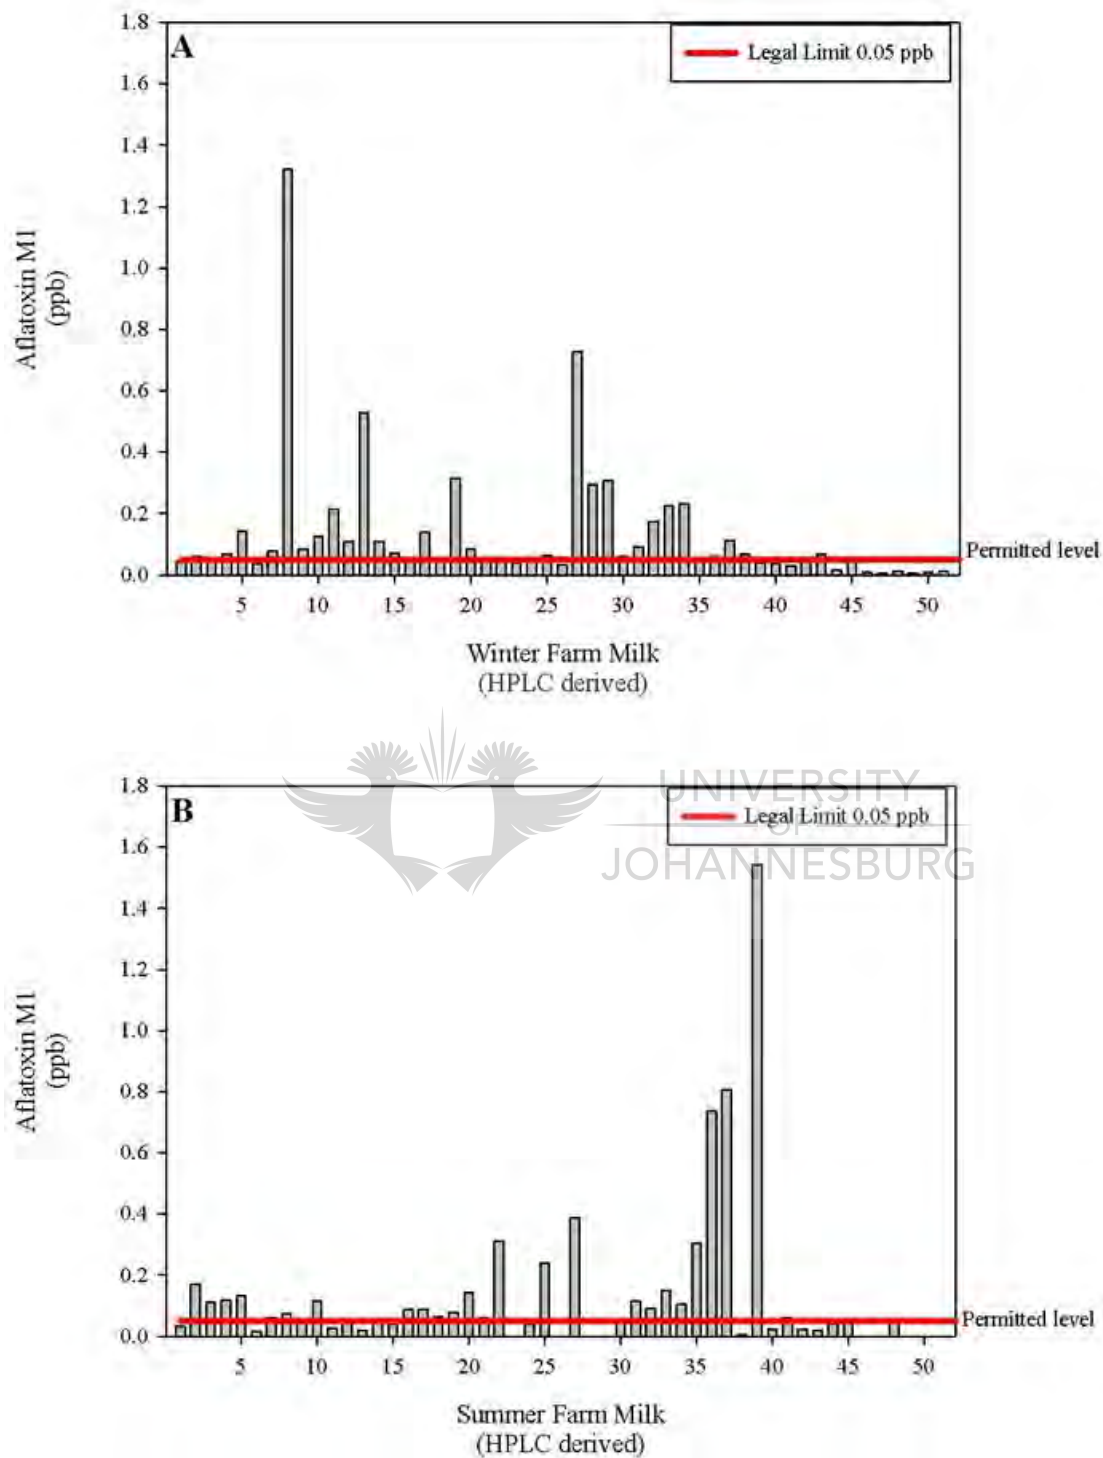 A
Legal Limit 0.05 ppb
1.8
1.6
1.4
1.2
1.0
0.8
0.6
0.4
0.2
0.0
Aflatoxin M1
(ppb)
Permitted level
5 10 15 20 25 30 35 40 45 50
Winter Farm Milk
(HPLC derived)
UNIVERSITY
OF
JOHANNESBURG
B
Legal Limit 0.05 ppb
1.8
1.6
1.4
1.2
1.0
0.8
0.6
0.4
0.2
0.0
Aflatoxin M1
(ppb)
Permitted level
5 10 15 20 25 30 35 40 45 50
Summer Farm Milk
(HPLC derived)